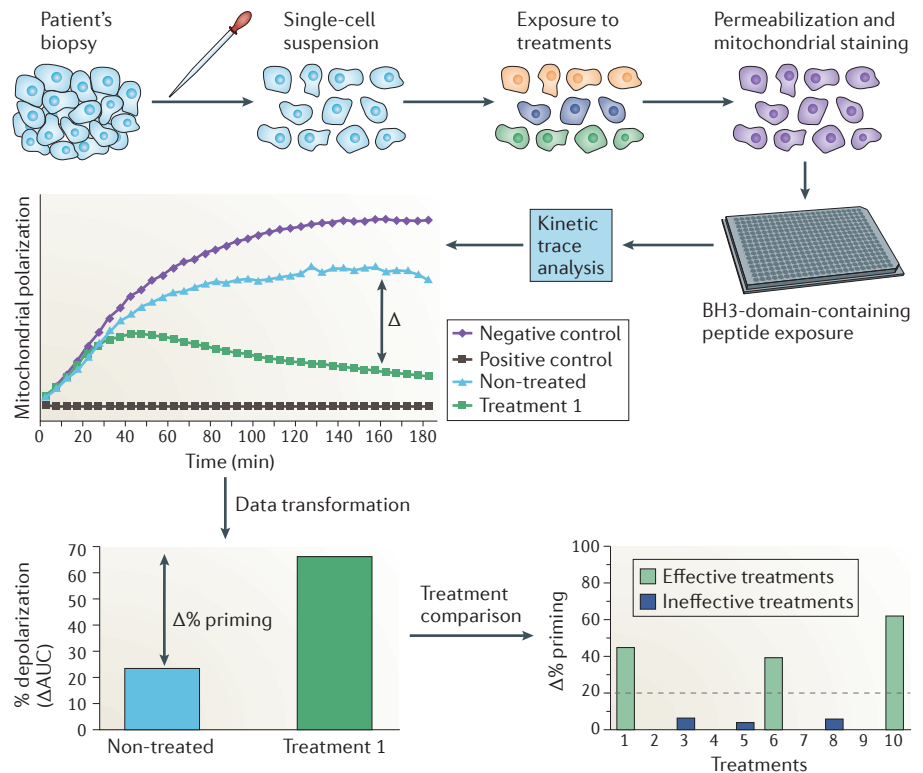 Patient's
biopsy
Single-cell
suspension
Exposure to
treatments
Permeabilization and
mitochondrial staining
Mitochondrial polarization
0 20 40 60 80 100 120 140 160 180
Time (min)
Δ
Negative control
Positive control
Non-treated
Treatment 1
Kinetic
trace
analysis
BH3-domain-containing
peptide exposure
Data transformation
% depolarization
(ΔAUC)
70
60
50
40
30
20
10
0
Δ% priming
Non-treated
Treatment 1
Treatment
comparison
Δ% priming
100
80
60
40
20
0
Effective treatments
Ineffective treatments
1 2 3 4 5 6 7 8 9 10
Treatments